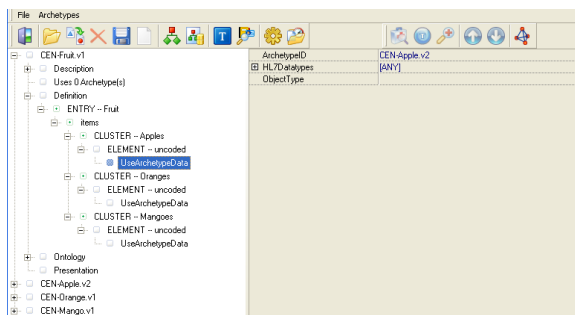 File Archetypes
CEN-Fruit.v1
Description
Uses 0 Archetype(s)
Definition
ENTRY -- Fruit
items
CLUSTER -- Apples
ELEMENT -- uncoded
UseArchetypeData
CLUSTER -- Oranges
ELEMENT -- uncoded
UseArchetypeData
CLUSTER -- Mangoes
ELEMENT -- uncoded
UseArchetypeData
Ontology
Presentation
CEN-Apple.v2
CEN-Orange.v1
CEN-Mango.v1
ArchetypeID CEN-Apple.v2
HL7Datatypes [ANY]
ObjectType